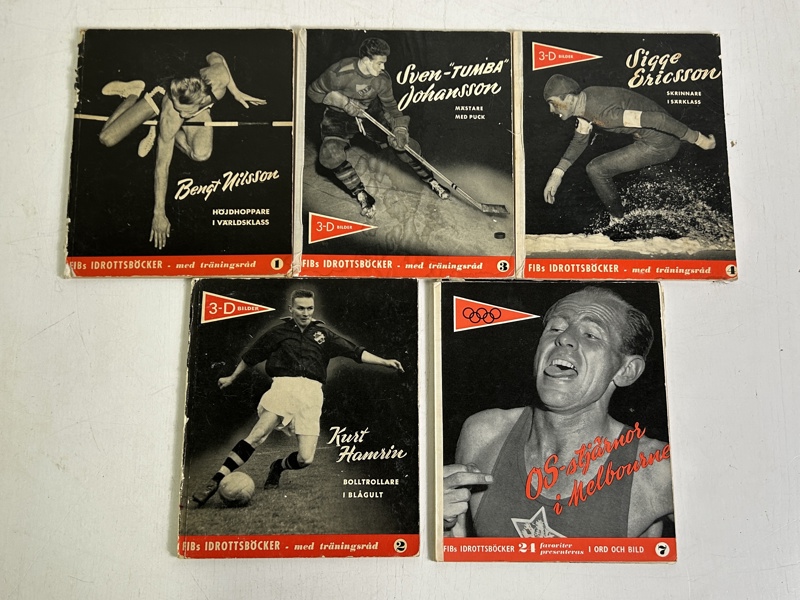 Bengt Nilsson
HÖJDHOPPARE
I VÄRLDSKLASS
FIBs IDROTTSBÖCKER - med träningsråd 1
Sven-"TUMBA"
Johansson
MÄSTARE
MED PUCK
3-D BILDER
FIBs IDROTTSBÖCKER - med träningsråd 3
3-D BILDER
Sigge
Ericsson
SKRINNARE
I SÄRKLASS
FIBs IDROTTSBÖCKER - med träningsråd 4
3-D BILDER
Kurt
Hamrin
BOLLTROLLARE
I BLÅGULT
FIBs IDROTTSBÖCKER - med träningsråd 2
OS-stjärnor
i Melbourne
FIBs IDROTTSBÖCKER 24 favoriter
presenteras I ORD OCH BILD 7